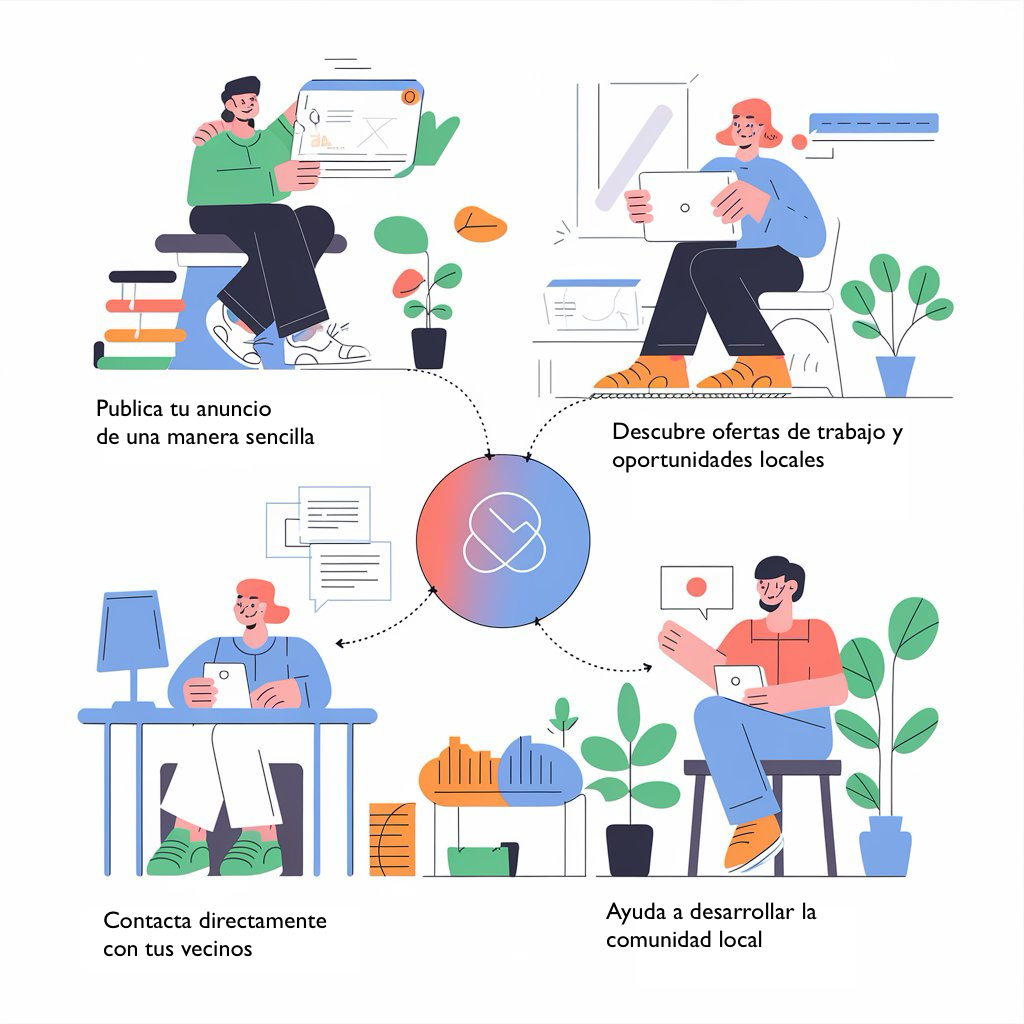 Publica tu anuncio
de una manera sencilla
Descubre ofertas de trabajo y
oportunidades locales
Contacta directamente
con tus vecinos
Ayuda a desarrollar la
comunidad local